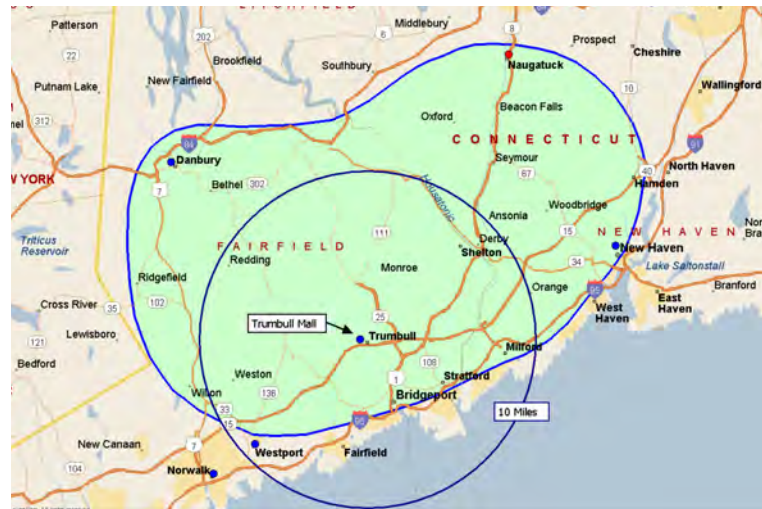 LITCHFIELD
Patterson
Middlebury
8
202
6
Prospect
Cheshire
22
Brookfield
Southbury
Naugatuck
Putnam Lake
New Fairfield
10
Wallingford
Beacon Falls
312
Oxford
CONNECTICUT
91
84
Danbury
Seymour
67
40
North Haven
W YORK
7
Bethel
302
Hamden
Housatonic
Woodbridge
Ansonia
111
15
NEW HAVEN
Triticus
Reservoir
FAIRFIELD
Derby
New Haven
Shelton
34
Redding
Monroe
Lake Saltonstall
Ridgefield
Orange
95
Branford
Cross River
35
102
West
Haven
East
Haven
25
Trumbull Mall
Trumbull
121
Lewisboro
Milford
Bedford
108
Weston
Stratford
1
Wilton
136
Bridgeport
10 Miles
33
15
95
New Canaan
7
Westport
Fairfield
104
Norwalk